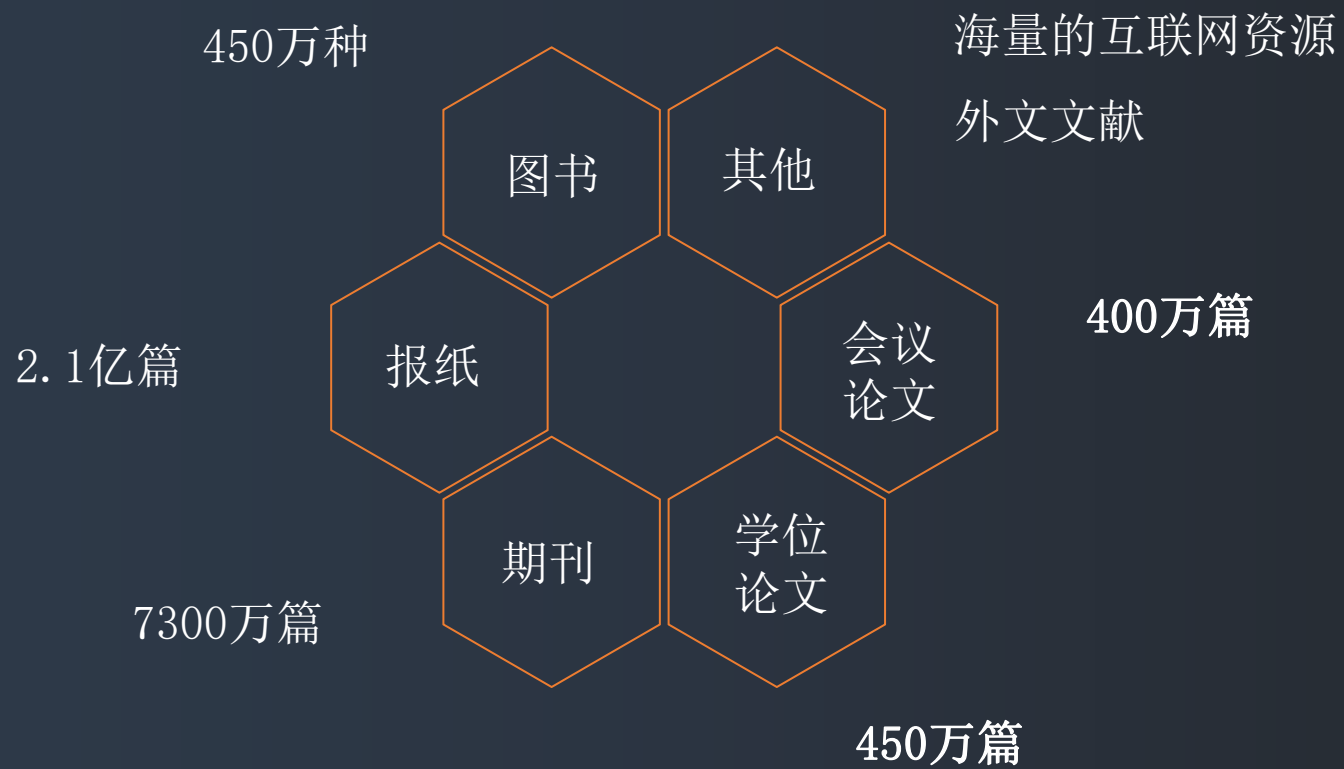 450万种
海量的互联网资源
外文文献
图书
其他
400万篇
会议
论文
2.1亿篇
报纸
期刊
学位
论文
7300万篇
450万篇